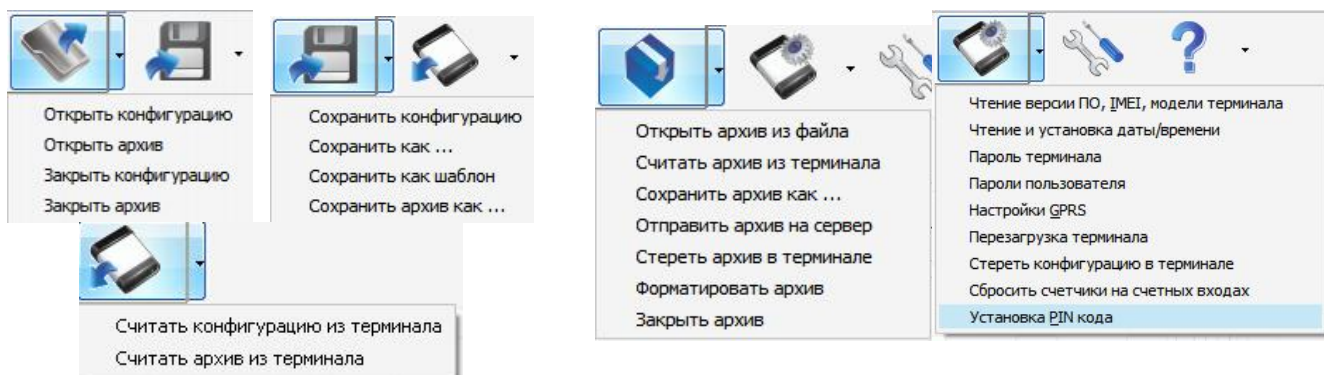 Открыть конфигурацию
Открыть архив
Закрыть конфигурацию
Закрыть архив
Сохранить конфигурацию
Сохранить как ...
Сохранить как шаблон
Сохранить архив как ...
Считать конфигурацию из терминала
Считать архив из терминала
Открыть архив из файла
Считать архив из терминала
Сохранить архив как ...
Отправить архив на сервер
Стереть архив в терминале
Форматировать архив
Закрыть архив
Чтение версии ПО, IMEI, модели терминала
Чтение и установка даты/времени
Пароль терминала
Пароли пользователя
Настройки GPRS
Перезагрузка терминала
Стереть конфигурацию в терминале
Сбросить счетчики на счетных входах
Установка PIN кода